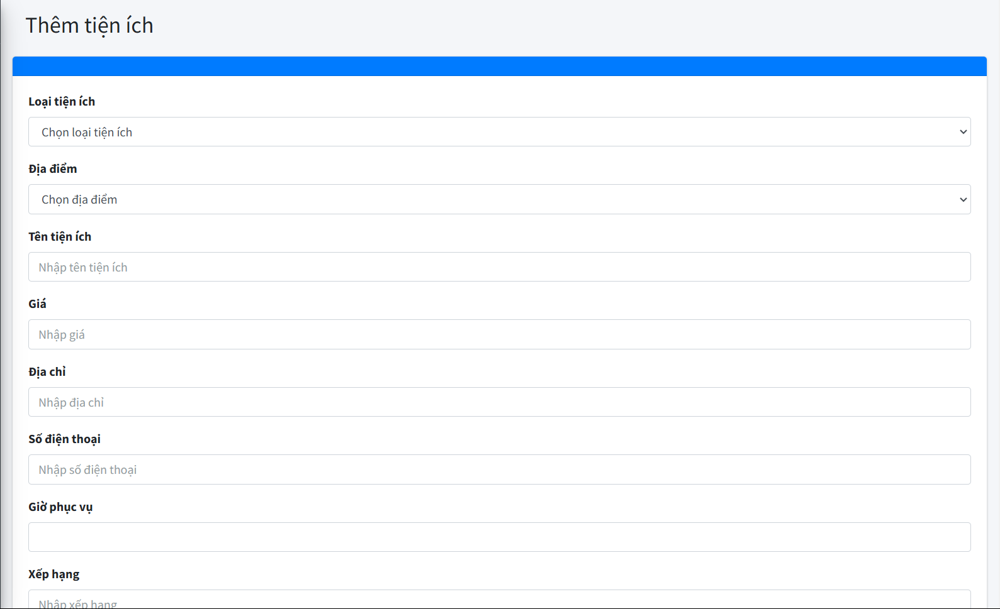 Thêm tiện ích
Loại tiện ích
Chọn loại tiện ích
Địa điểm
Chọn địa điểm
Tên tiện ích
Nhập tên tiện ích
Giá
Nhập giá
Địa chỉ
Nhập địa chỉ
Số điện thoại
Nhập số điện thoại
Giờ phục vụ
Xếp hạng
Nhập xếp hạng